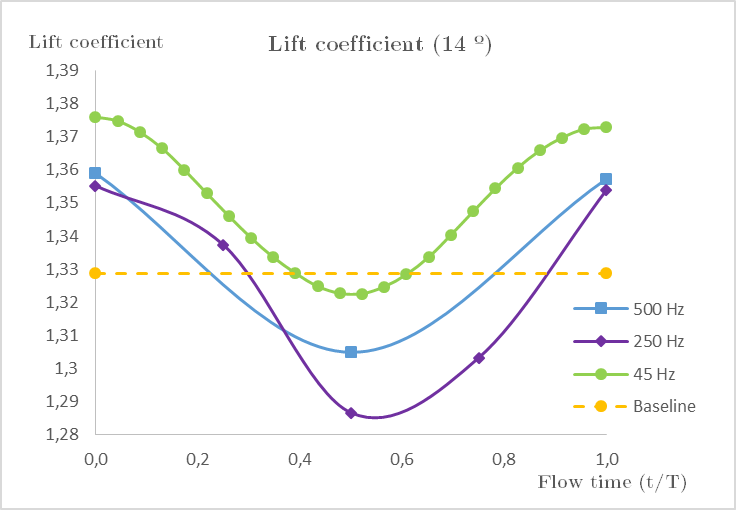 Lift coefficient
Lift coefficient (14 º)
1,39
1,38
1,37
1,36
1,35
1,34
1,33
1,32
1,31
1,3
1,29
1,28
0,0 0,2 0,4 0,6 0,8 1,0
Flow time (t/T)
500 Hz
250 Hz
45 Hz
Baseline